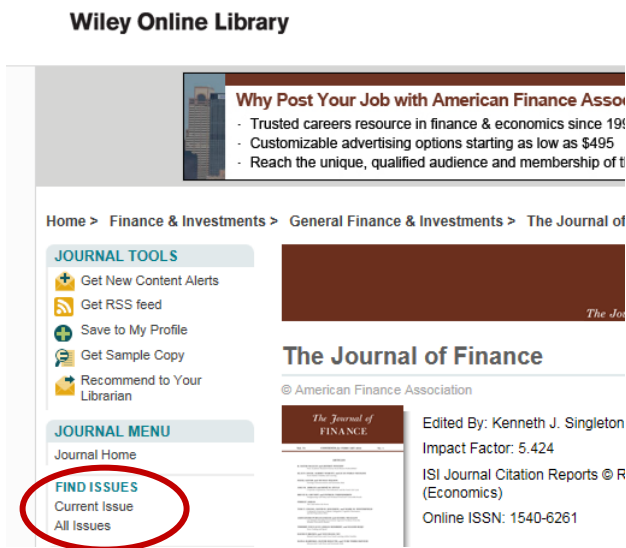 Wiley Online Library
Why Post Your Job with American Finance
· Trusted careers resource in finance & economics since
· Customizable advertising options starting as low as $495
· Reach the unique, qualified audience and membership of
Home > Finance & Investments > General Finance & Investments > The Journal of
JOURNAL TOOLS
Get New Content Alerts
Get RSS feed
Save to My Profile
Get Sample Copy
Recommend to Your
Librarian
JOURNAL MENU
Journal Home
FIND ISSUES
Current Issue
All Issues
The
The Journal of Finance
© American Finance Association
The Journal of
FINANCE
Edited By: Kenneth J. Singleton
Impact Factor: 5.424
ISI Journal Citation Reports ©
(Economics)
Online ISSN: 1540-6261